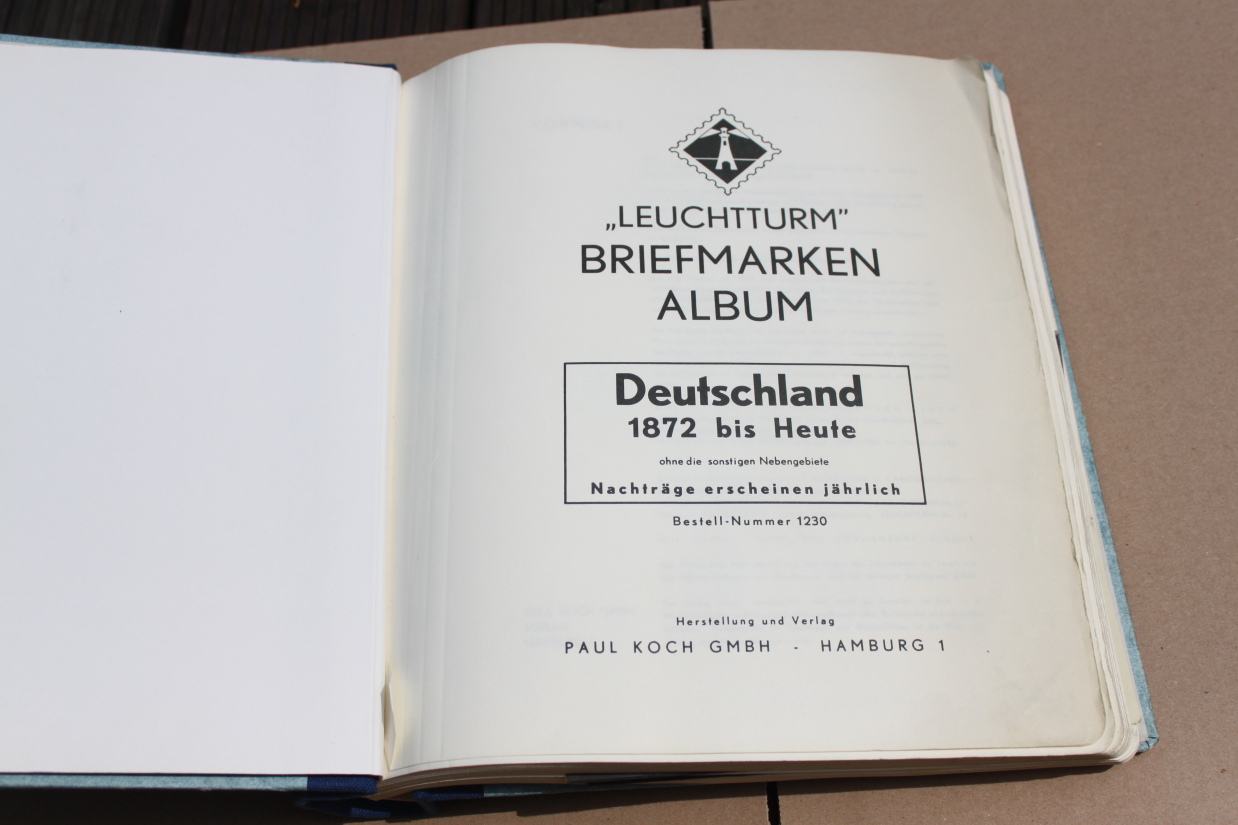 „LEUCHTTURM”
BRIEFMARKEN
ALBUM
Deutschland
1872 bis Heute
ohne die sonstigen Nebengebiete
Nachträge erscheinen jährlich
Bestell-Nummer 1230
Herstellung und Verlag
PAUL KOCH GMBH - HAMBURG 1